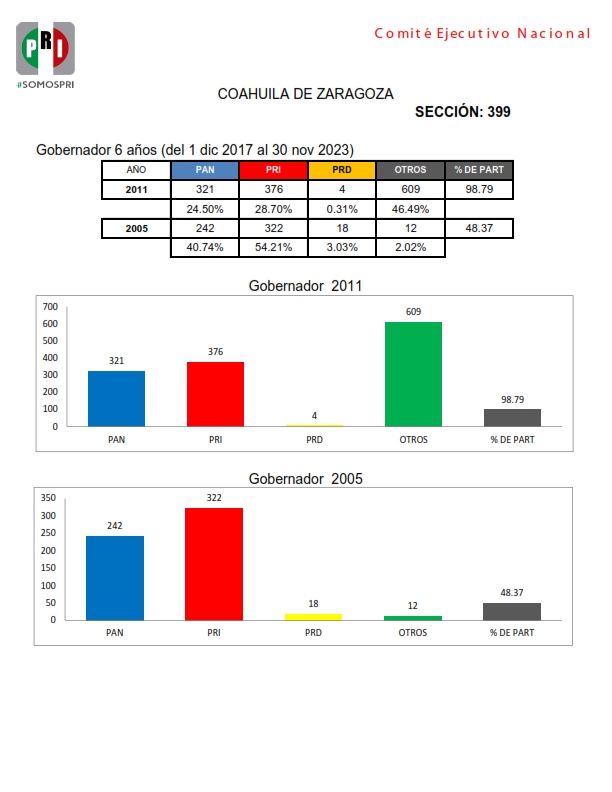 Comité Ejecutivo Nacional
PRI
#SOMOSPRI
COAHUILA DE ZARAGOZA
SECCIÓN: 399
Gobernador 6 años (del 1 dic 2017 al 30 nov 2023)
AÑO PAN PRI PRD OTROS % DE PART
2011 321 376 4 609 98.79
24.50% 28.70% 0.31% 46.49%
2005 242 322 18 12 48.37
40.74% 54.21% 3.03% 2.02%
Gobernador 2011
700
600
500
400
300
200
100
0
321
376
4
609
98.79
PAN PRI PRD OTROS % DE PART
Gobernador 2005
350
300
250
200
150
100
50
0
242
322
18
12
48.37
PAN PRI PRD OTROS % DE PART